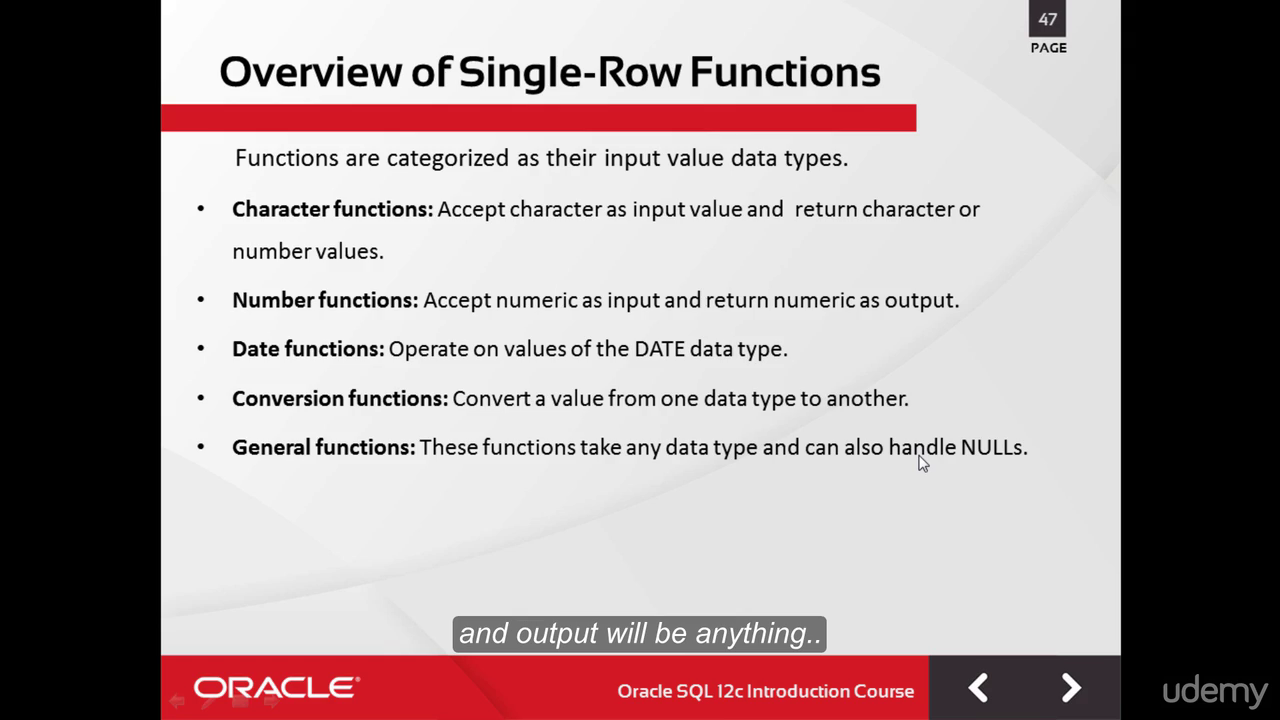 47
PAGE
Overview of Single-Row Functions
Functions are categorized as their input value data types.
• Character functions: Accept character as input value and return character or
number values.
• Number functions: Accept numeric as input and return numeric as output.
• Date functions: Operate on values of the DATE data type.
• Conversion functions: Convert a value from one data type to another.
• General functions: These functions take any data type and can also handle NULLs.
and output will be anything..
ORACLE®
Oracle SQL 12c Introduction Course
udemy